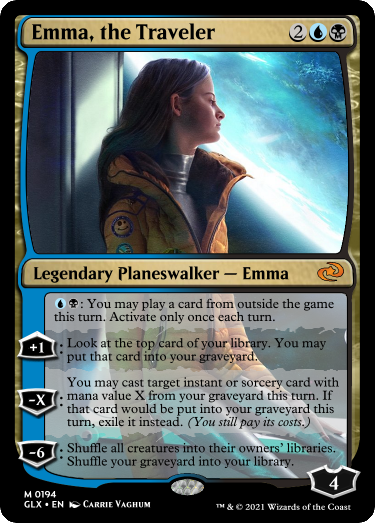 Emma, the Traveler 2
Legendary Planeswalker — Emma
: You may play a card from outside the game
this turn. Activate only once each turn.
+1: Look at the top card of your library. You may
put that card into your graveyard.
-X: You may cast target instant or sorcery card with
mana value X from your graveyard this turn. If
that card would be put into your graveyard this
turn, exile it instead. (You still pay its costs.)
-6: Shuffle all creatures into their owners' libraries.
Shuffle your graveyard into your library.
4
M 0194
GLX • EN CARRIE VAGHUM
™ & © 2021 Wizards of the Coast